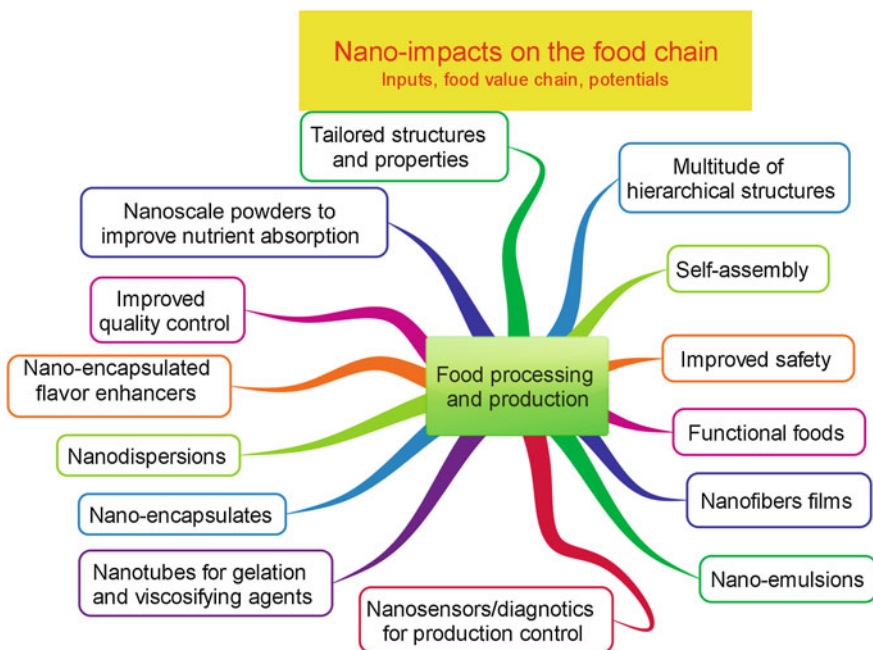 Nano-impacts on the food chain
Inputs, food value chain, potentials
Tailored structures
and properties
Multitude of
hierarchical structures
Nanoscale powders to
improve nutrient absorption
Self-assembly
Improved
quality control
Improved safety
Food processing
and production
Nano-encapsulated
flavor enhancers
Functional foods
Nanodispersions
Nanofibers films
Nano-encapsulates
Nano-emulsions
Nanotubes for gelation
and viscosifying agents
Nanosensors/diagnotics
for production control